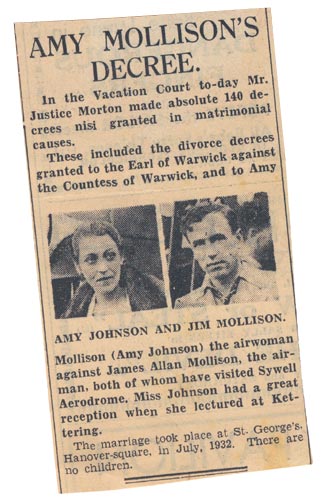 AMY MOLLISON'S
DECREE.
In the Vacation Court to-day Mr.
Justice Morton made absolute 140 de-
crees nisi granted in matrimonial
causes.
These included the divorce decrees
granted to the Earl of Warwick against
the Countess of Warwick, and to Amy
AMY JOHNSON AND JIM MOLLISON.
Mollison (Amy Johnson) the airwoman
against James Allan Mollison, the air-
man, both of whom have visited Sywell
Aerodrome. Miss Johnson had a great
reception when she lectured at Ket-
tering.
The marriage took place at St. George's,
Hanover-square, in July, 1932. There are
no children.